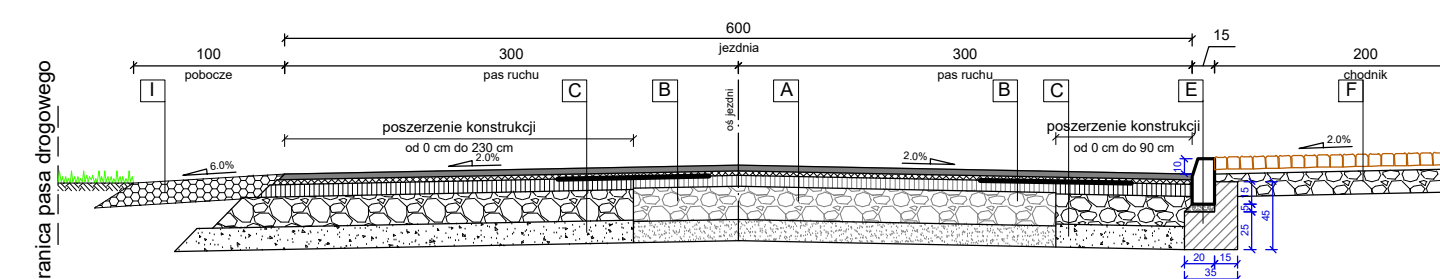 600
15
100
300
jezdnia
300
200
pobocze
pas ruchu
pas ruchu
chodnik
I
C
B
A
B
C
E
F
ranica pasa drogowego
oś jezdni
poszerzenie konstrukcji
od 0 cm do 230 cm
poszerzenie konstrukcji
od 0 cm do 90 cm
6.0%
2.0%
2.0%
2.0%
10
15
5
25
45
20
15
35